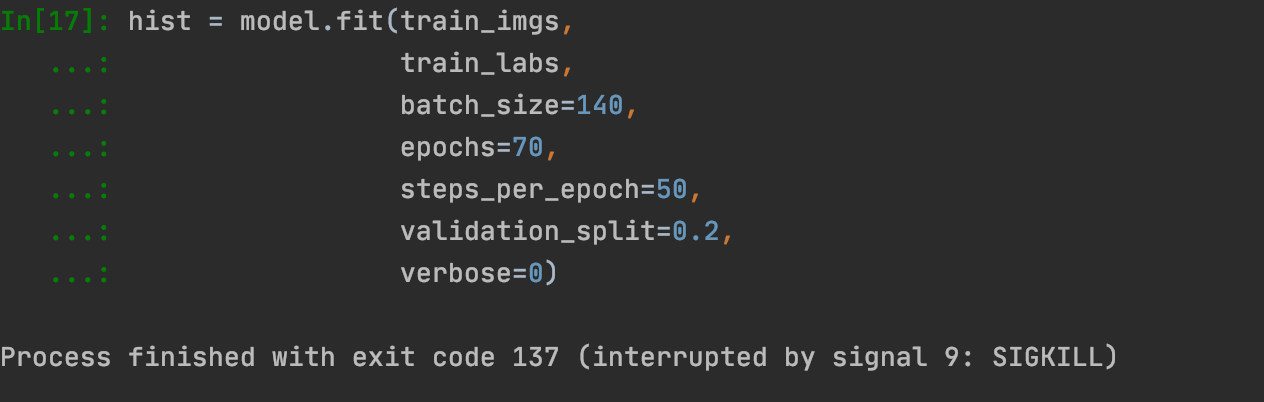 In[17]: hist = model.fit(train_imgs,
   ...:                  train_labs,
   ...:                  batch_size=140,
   ...:                  epochs=70,
   ...:                  steps_per_epoch=50,
   ...:                  validation_split=0.2,
   ...:                  verbose=0)
Process finished with exit code 137 (interrupted by signal 9: SIGKILL)